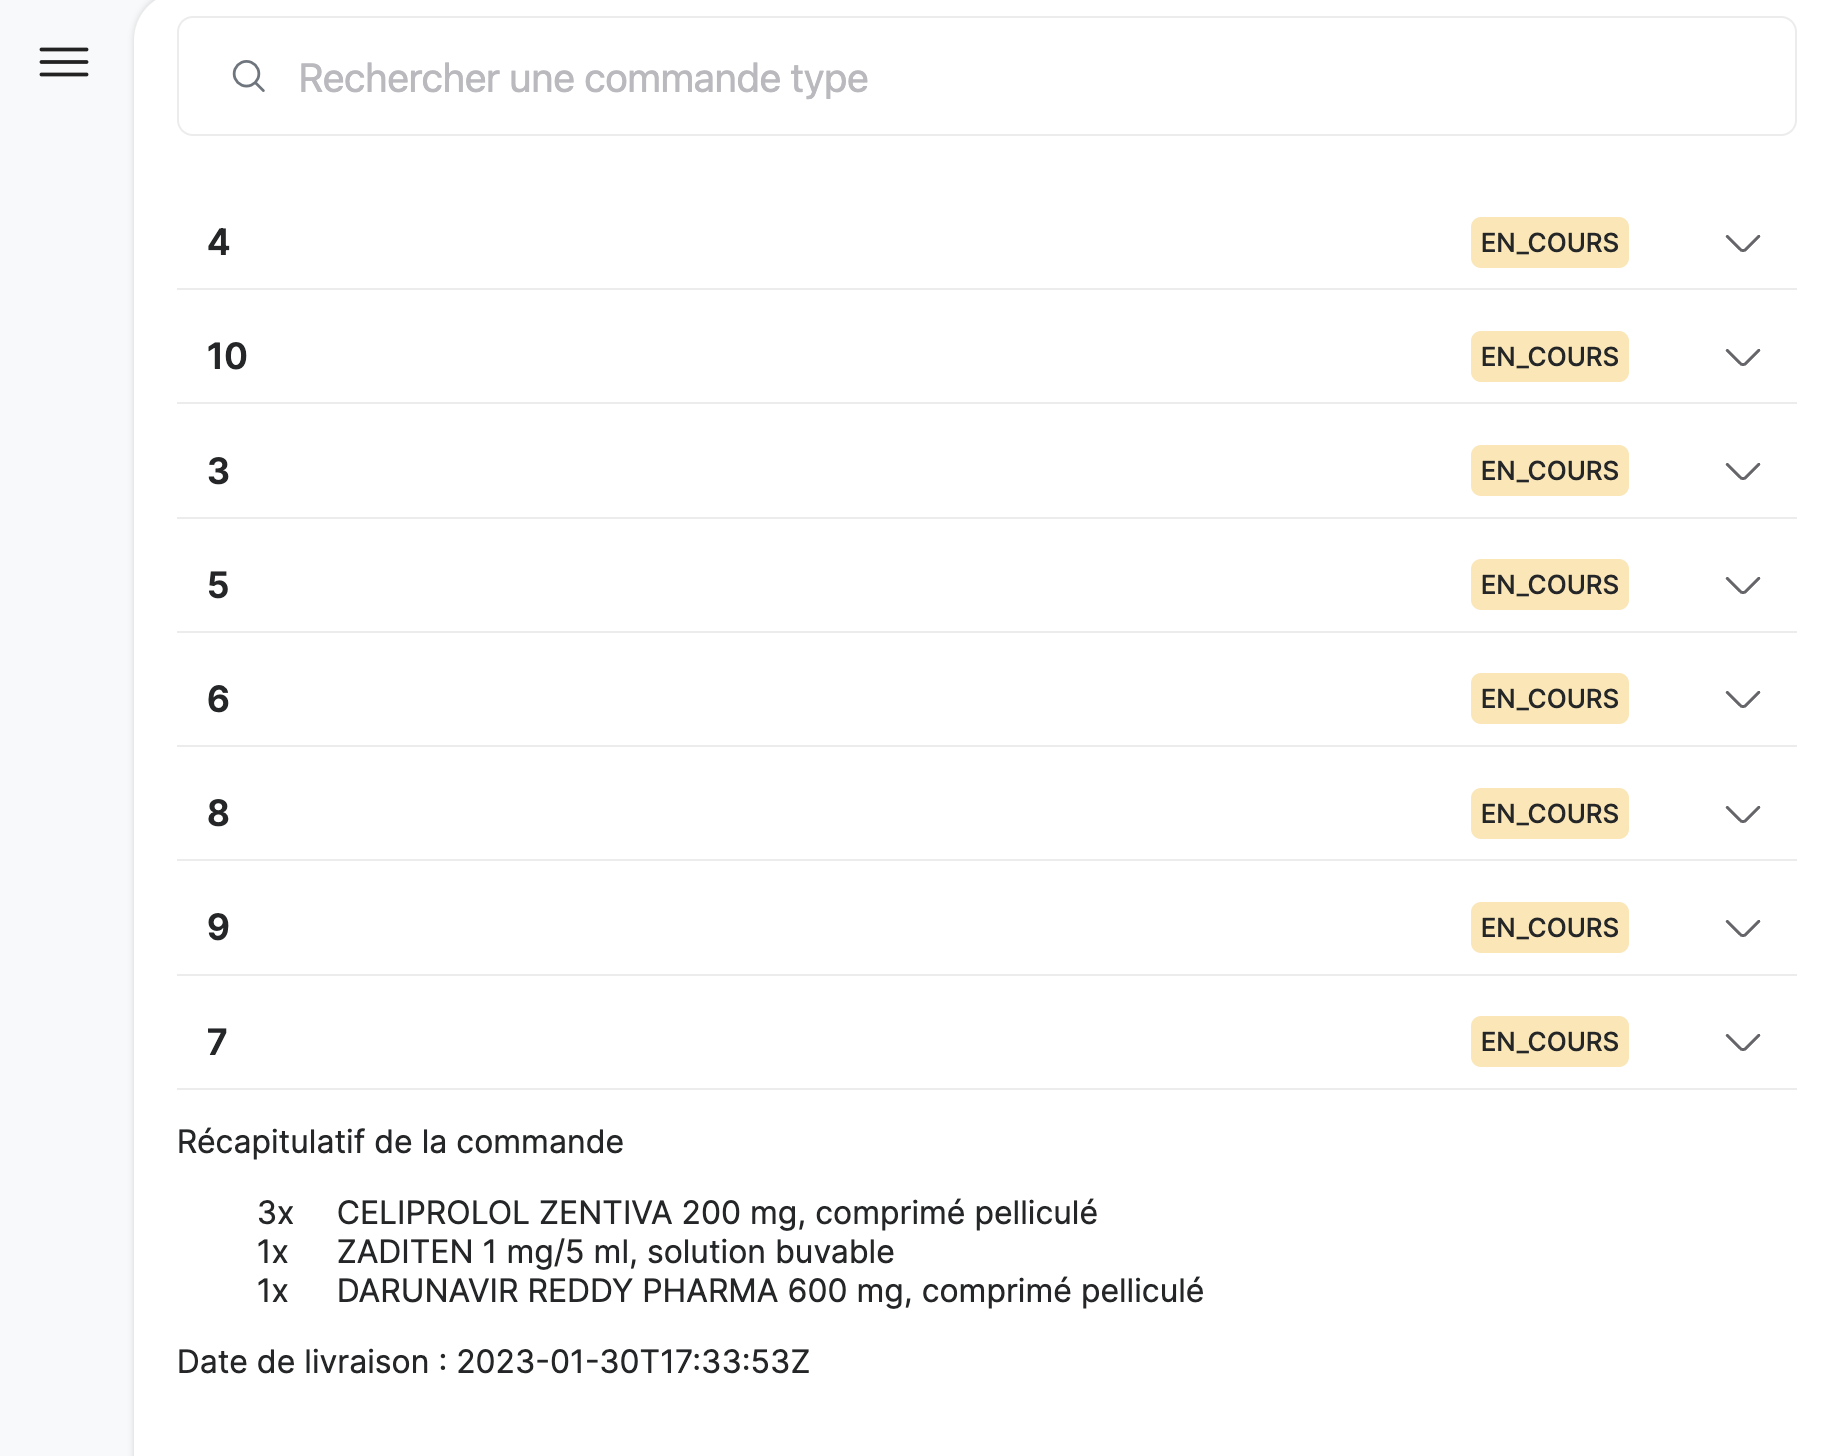 Rechercher une commande type
4 EN_COURS
10 EN_COURS
3 EN_COURS
5 EN_COURS
6 EN_COURS
8 EN_COURS
9 EN_COURS
7 EN_COURS
Récapitulatif de la commande
3x CELIPROLOL ZENTIVA 200 mg, comprimé pelliculé
1x ZADITEN 1 mg/5 ml, solution buvable
1x DARUNAVIR REDDY PHARMA 600 mg, comprimé pelliculé
Date de livraison : 2023-01-30T17:33:53Z